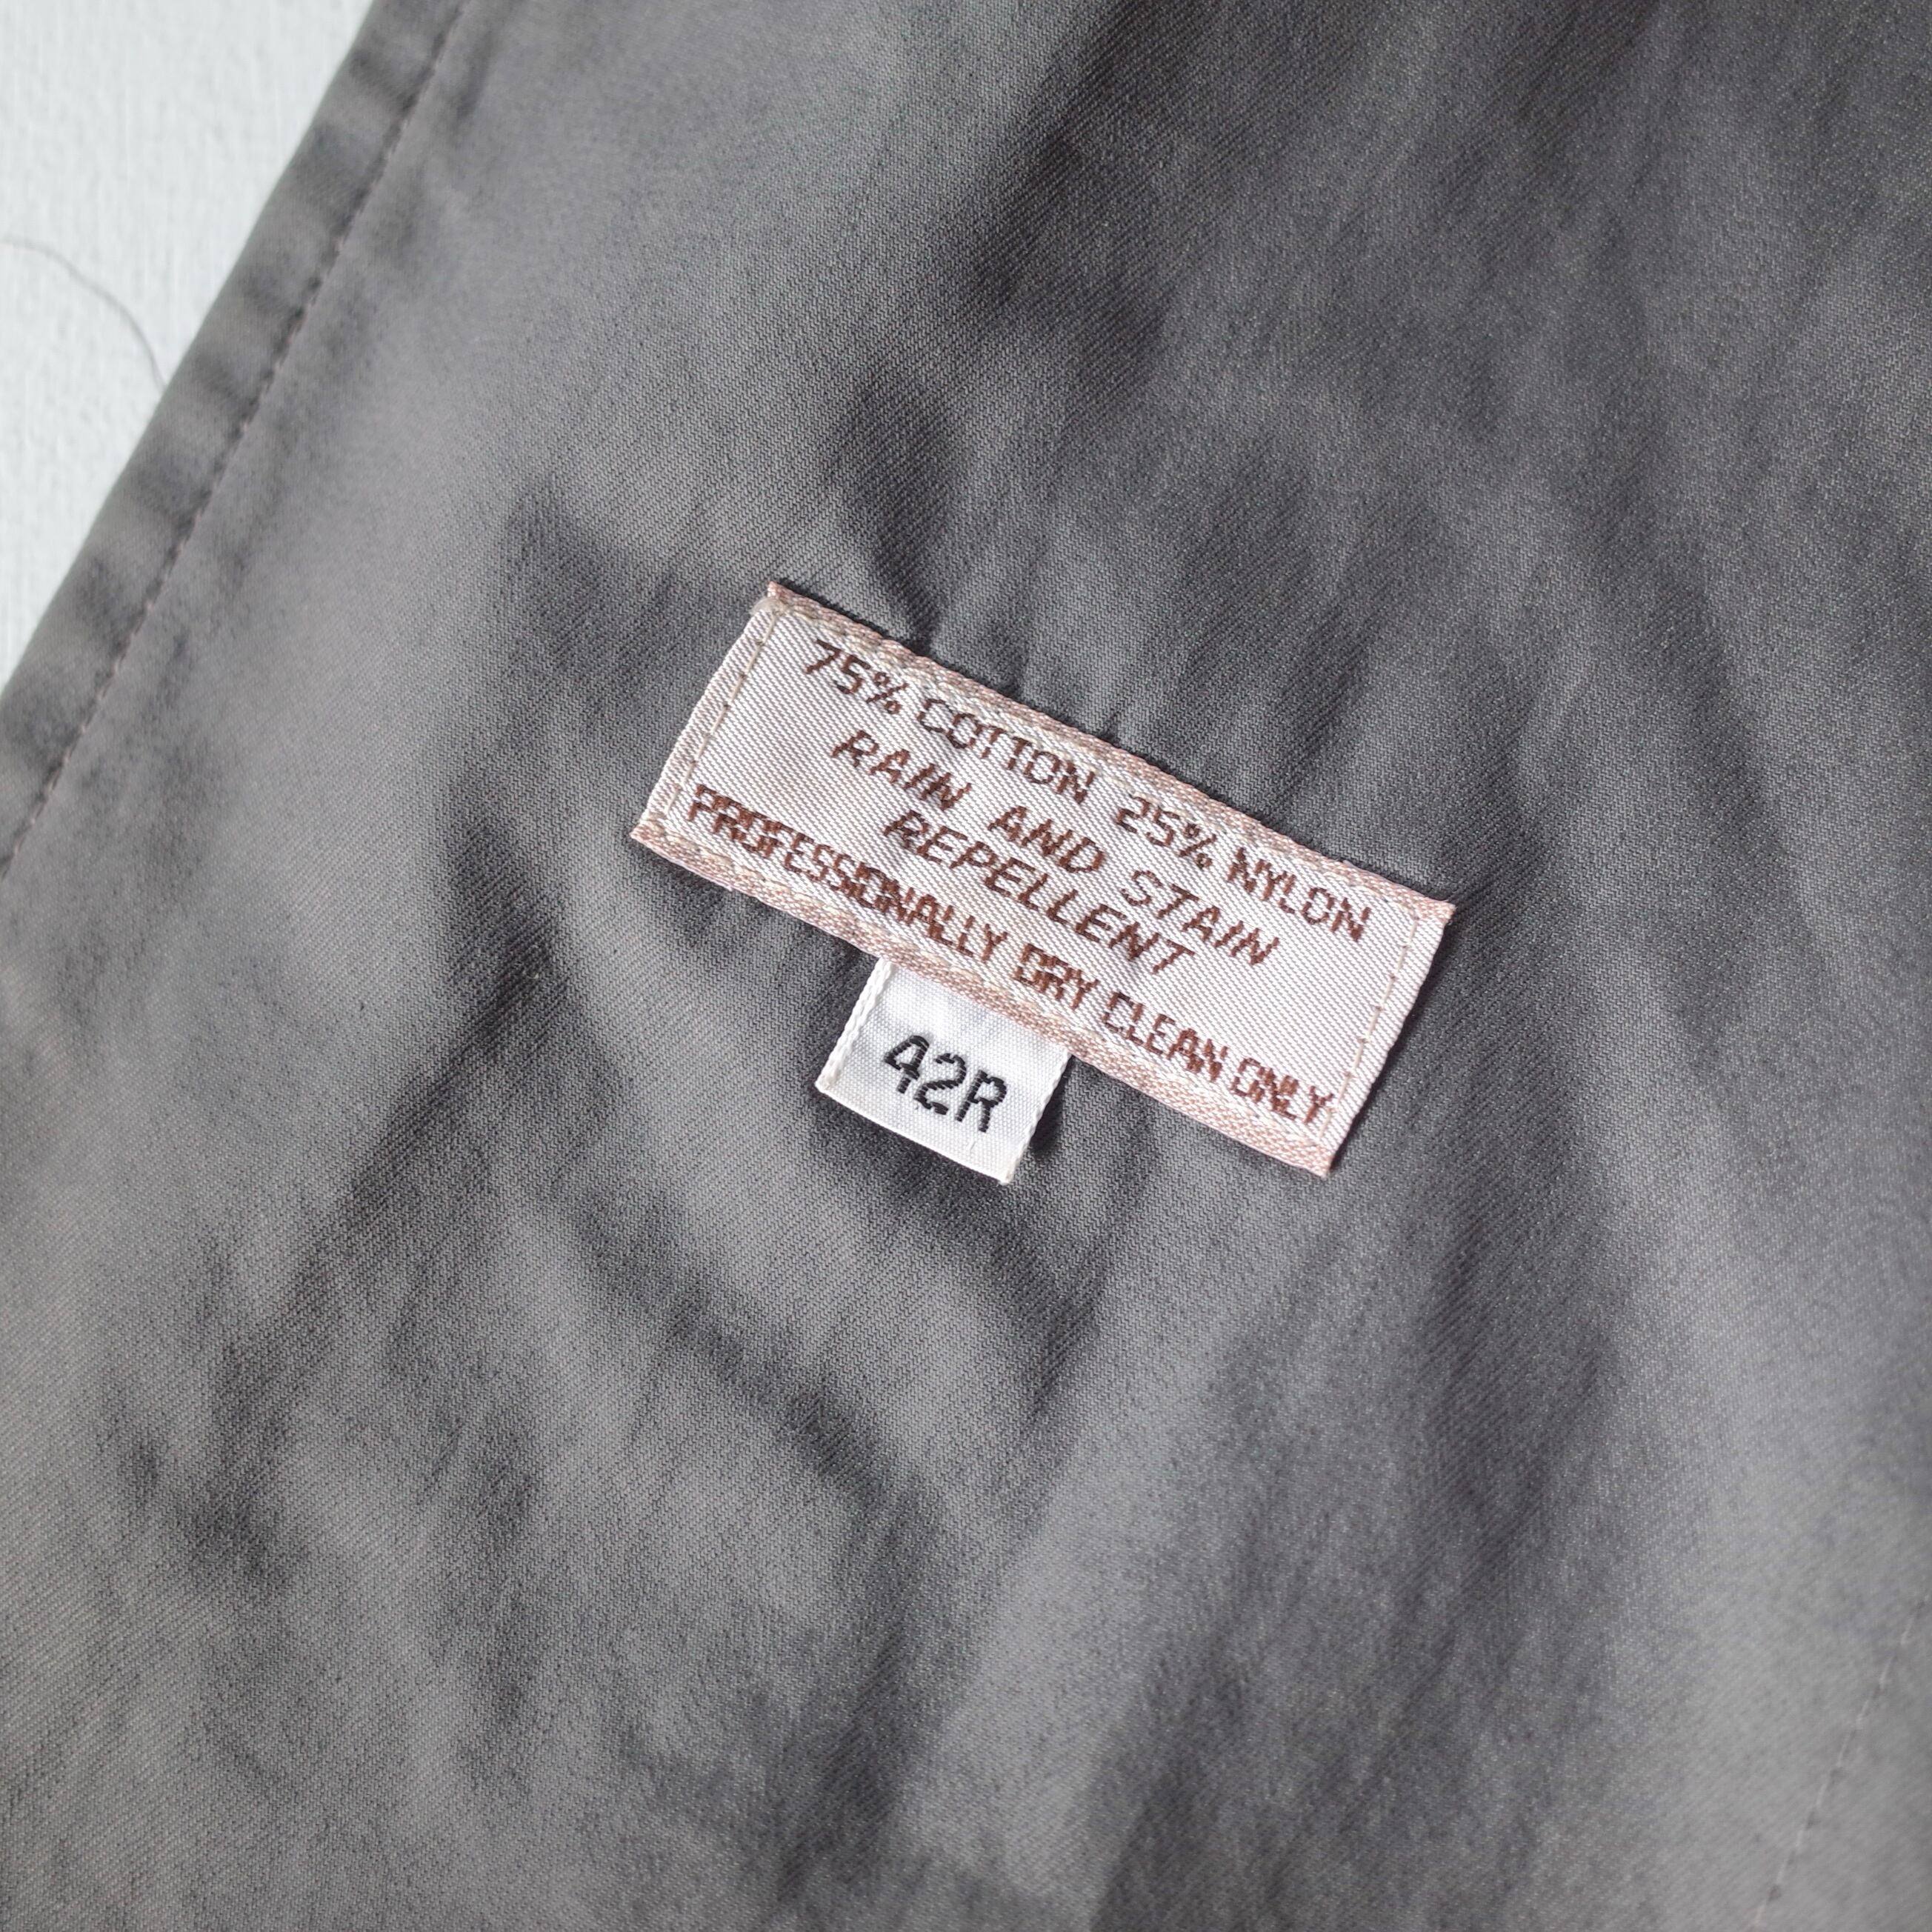 75% COTTON 25% NYLON
RAIN AND STAIN
REPELLENT
PROFESSIONALLY DRY CLEAN ONLY
42R